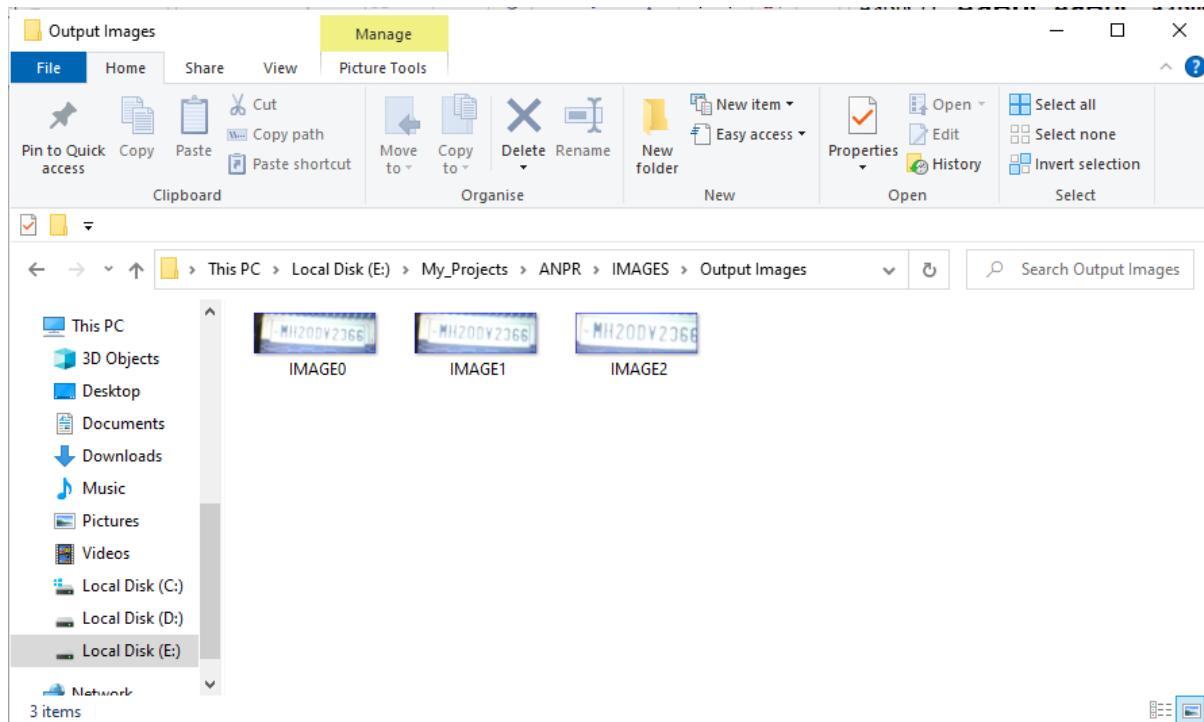 Output Images
Manage
File Home Share View Picture Tools
Pin to Quick access
Copy
Paste
Cut
Copy path
Paste shortcut
Clipboard
Move to
Copy to
Delete
Rename
Organise
New folder
New item
Easy access
New
Properties
Open
Edit
History
Open
Select all
Select none
Invert selection
Select
This PC > Local Disk (E:) > My_Projects > ANPR > IMAGES > Output Images
Search Output Images
This PC
3D Objects
Desktop
Documents
Downloads
Music
Pictures
Videos
Local Disk (C:)
Local Disk (D:)
Local Disk (E:)
Network
MH20DV2366
MH20DV2366
MH20DV2366
IMAGE0
IMAGE1
IMAGE2
3 items